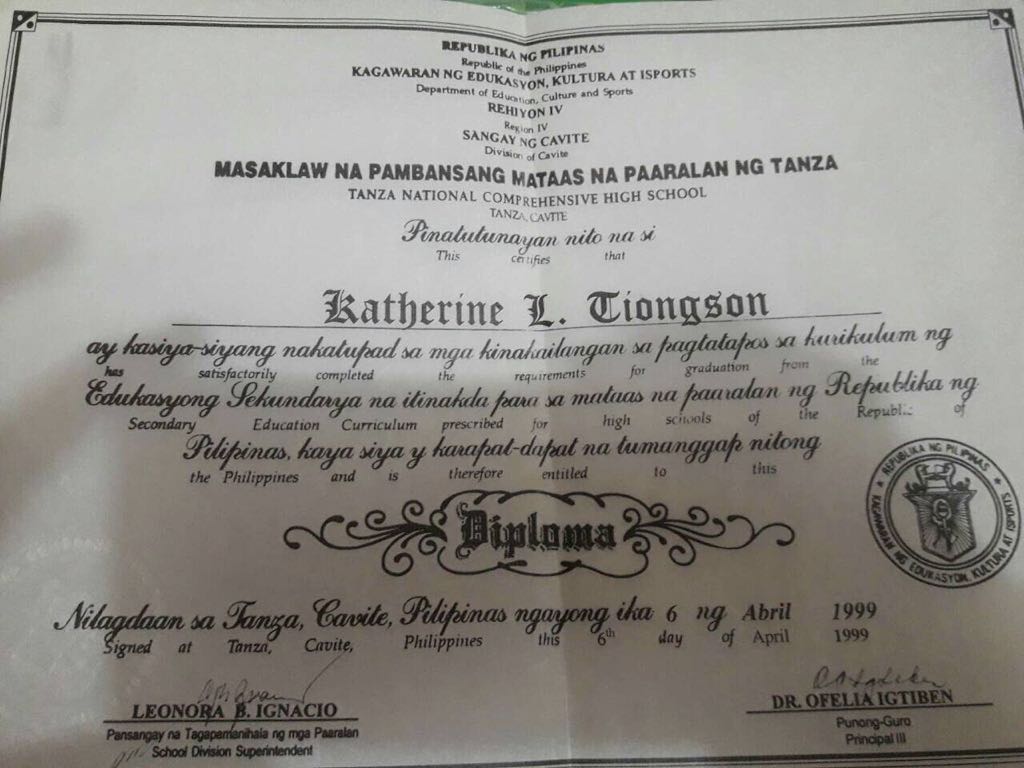 REPUBLIKA NG PILIPINAS
Republic of the Philippines
KAGAWARAN NG EDUKASYON, KULTURA AT ISPORTS
Department of Education, Culture and Sports
REHIYON IV
Region IV
SANGAY NG CAVITE
Division of Cavite
MASAKLAW NA PAMBANSANG MATAAS NA PAARALAN NG TANZA
TANZA NATIONAL COMPREHENSIVE HIGH SCHOOL
TANZA, CAVITE
Pinatutunayan nito na si
This certifies that
Katherine L. Tiongson
ay kasiya-siyang nakatupad sa mga kinakailangan sa pagtatapos sa kurikulum ng
has satisfactorily completed the requirements for graduation from the
Edukasyong Sekundarya na itinakda para sa mataas na paaralan ng Republika ng
Secondary Education Curriculum prescribed for high schools of the Republic of
Pilipinas, kaya siya y karapat-dapat na tumanggap nitong
the Philippines and is therefore entitled to this
REPUBLIKA NG PILIPINAS
KAGAWARAN NG EDUKASYON, KULTURA AT ISPORTS
Diploma
Nilagdaan sa Tanza, Cavite, Pilipinas ngayong ika 6 ng Abril 1999
Signed at Tanza, Cavite, Philippines this 6th day of April 1999
LEONORA B. IGNACIO
Pansangay na Tagapamanihala ng mga Paaralan
School Division Superintendent
DR. OFELIA IGTIBEN
Punong-Guro
Principal III